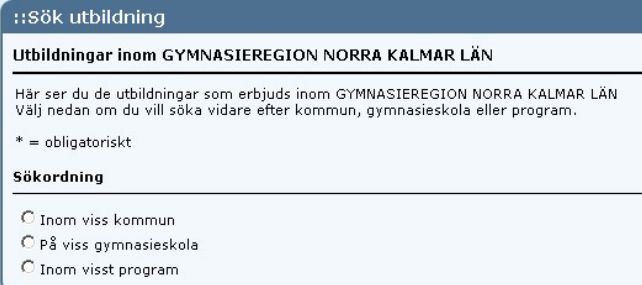 ::Sök utbildning
Utbildningar inom GYMNASIEREGION NORRA KALMAR LÄN
Här ser du de utbildningar som erbjuds inom GYMNASIEREGION NORRA KALMAR LÄN
Välj nedan om du vill söka vidare efter kommun, gymnasieskola eller program.
* = obligatoriskt
Sökordning
Inom viss kommun
På viss gymnasieskola
Inom visst program